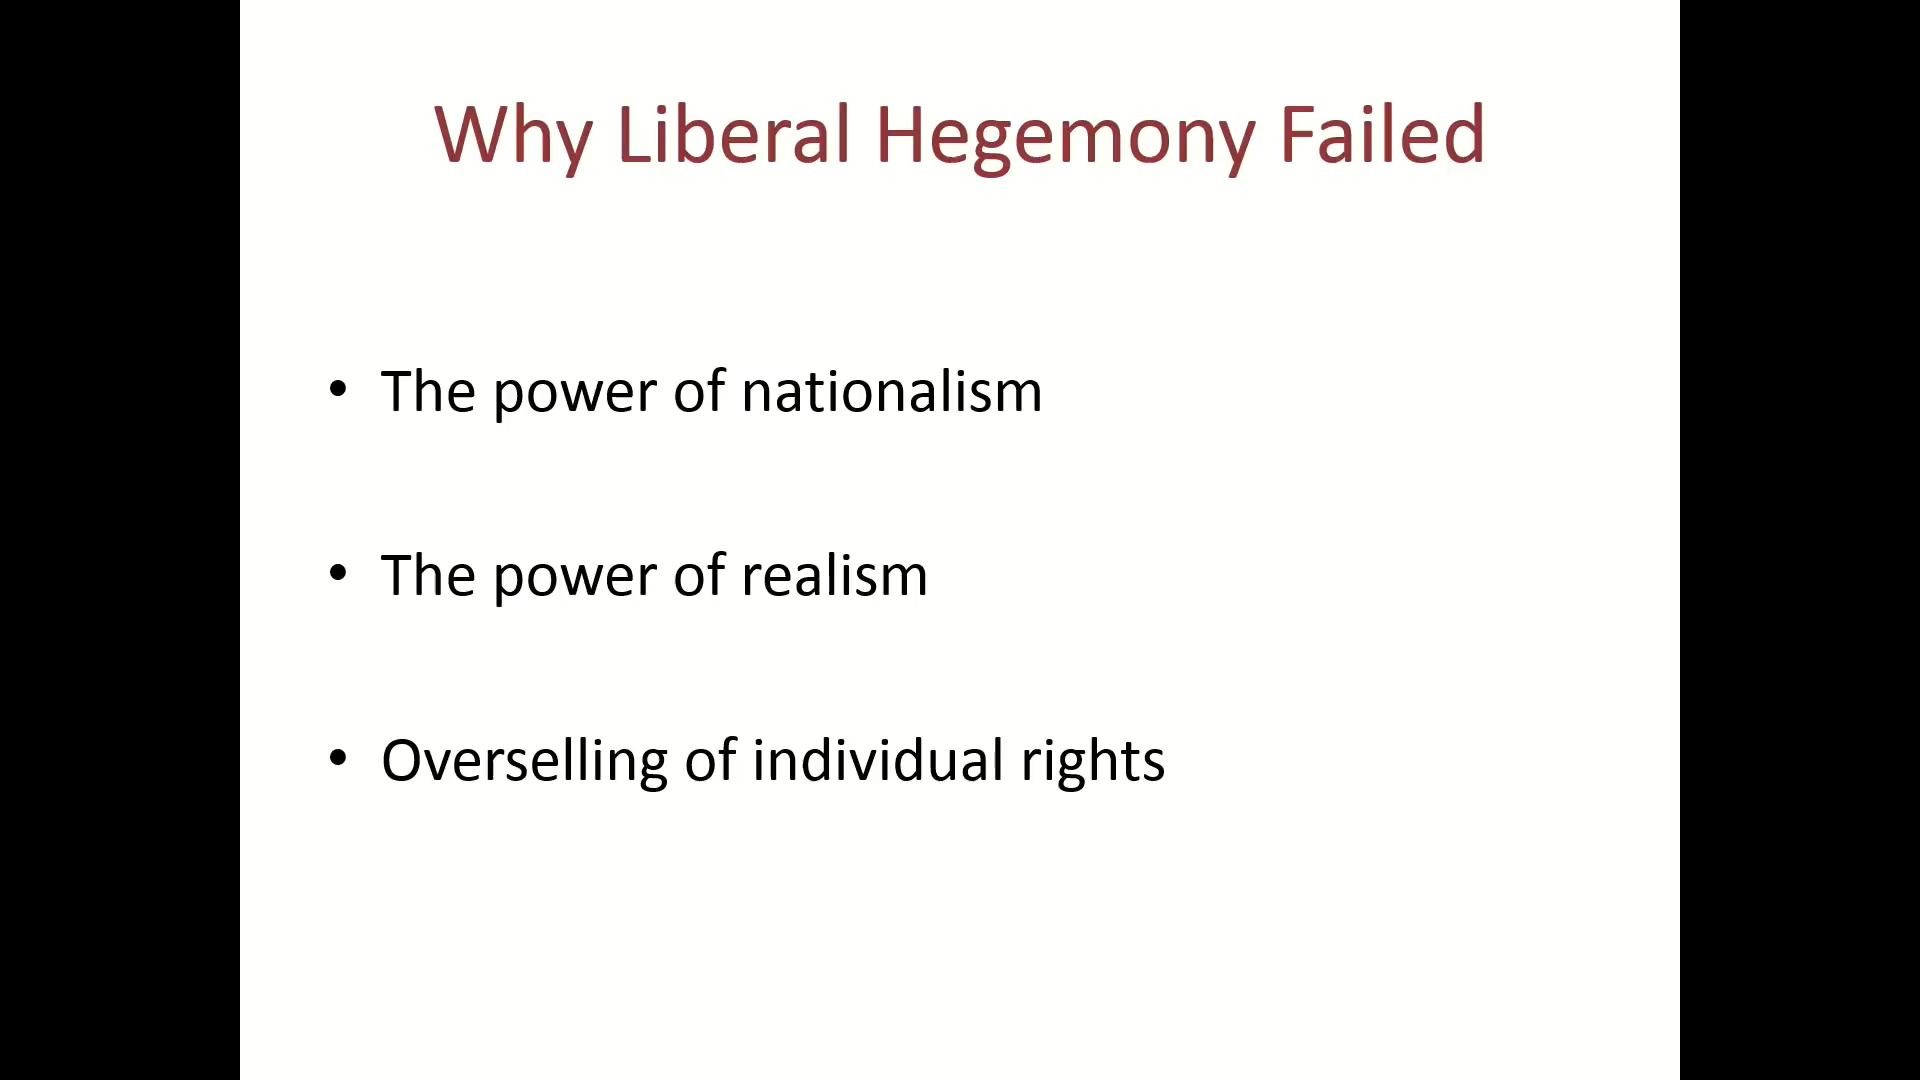 Why Liberal Hegemony Failed
• The power of nationalism
• The power of realism
• Overselling of individual rights